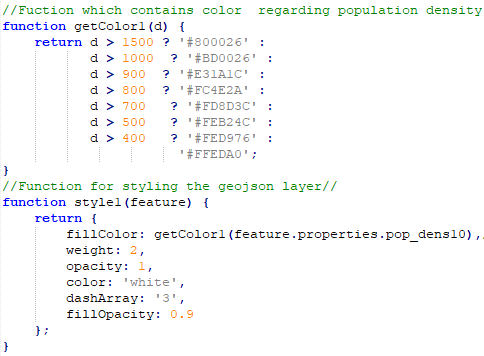 //Fuction which contains color  regarding population density
function getColor1(d) {
    return d > 1500 ? '#800026' :
           d > 1000  ? '#BD0026' :
           d > 900  ? '#E31A1C' :
           d > 800  ? '#FC4E2A' :
           d > 700   ? '#FD8D3C' :
           d > 500   ? '#FEB24C' :
           d > 400   ? '#FED976' :
                      '#FFEDA0';
}
//Function for styling the geojson layer//
function style1(feature) {
    return {
        fillColor: getColor1(feature.properties.pop_dens10),
        weight: 2,
        opacity: 1,
        color: 'white',
        dashArray: '3',
        fillOpacity: 0.9
    };
}